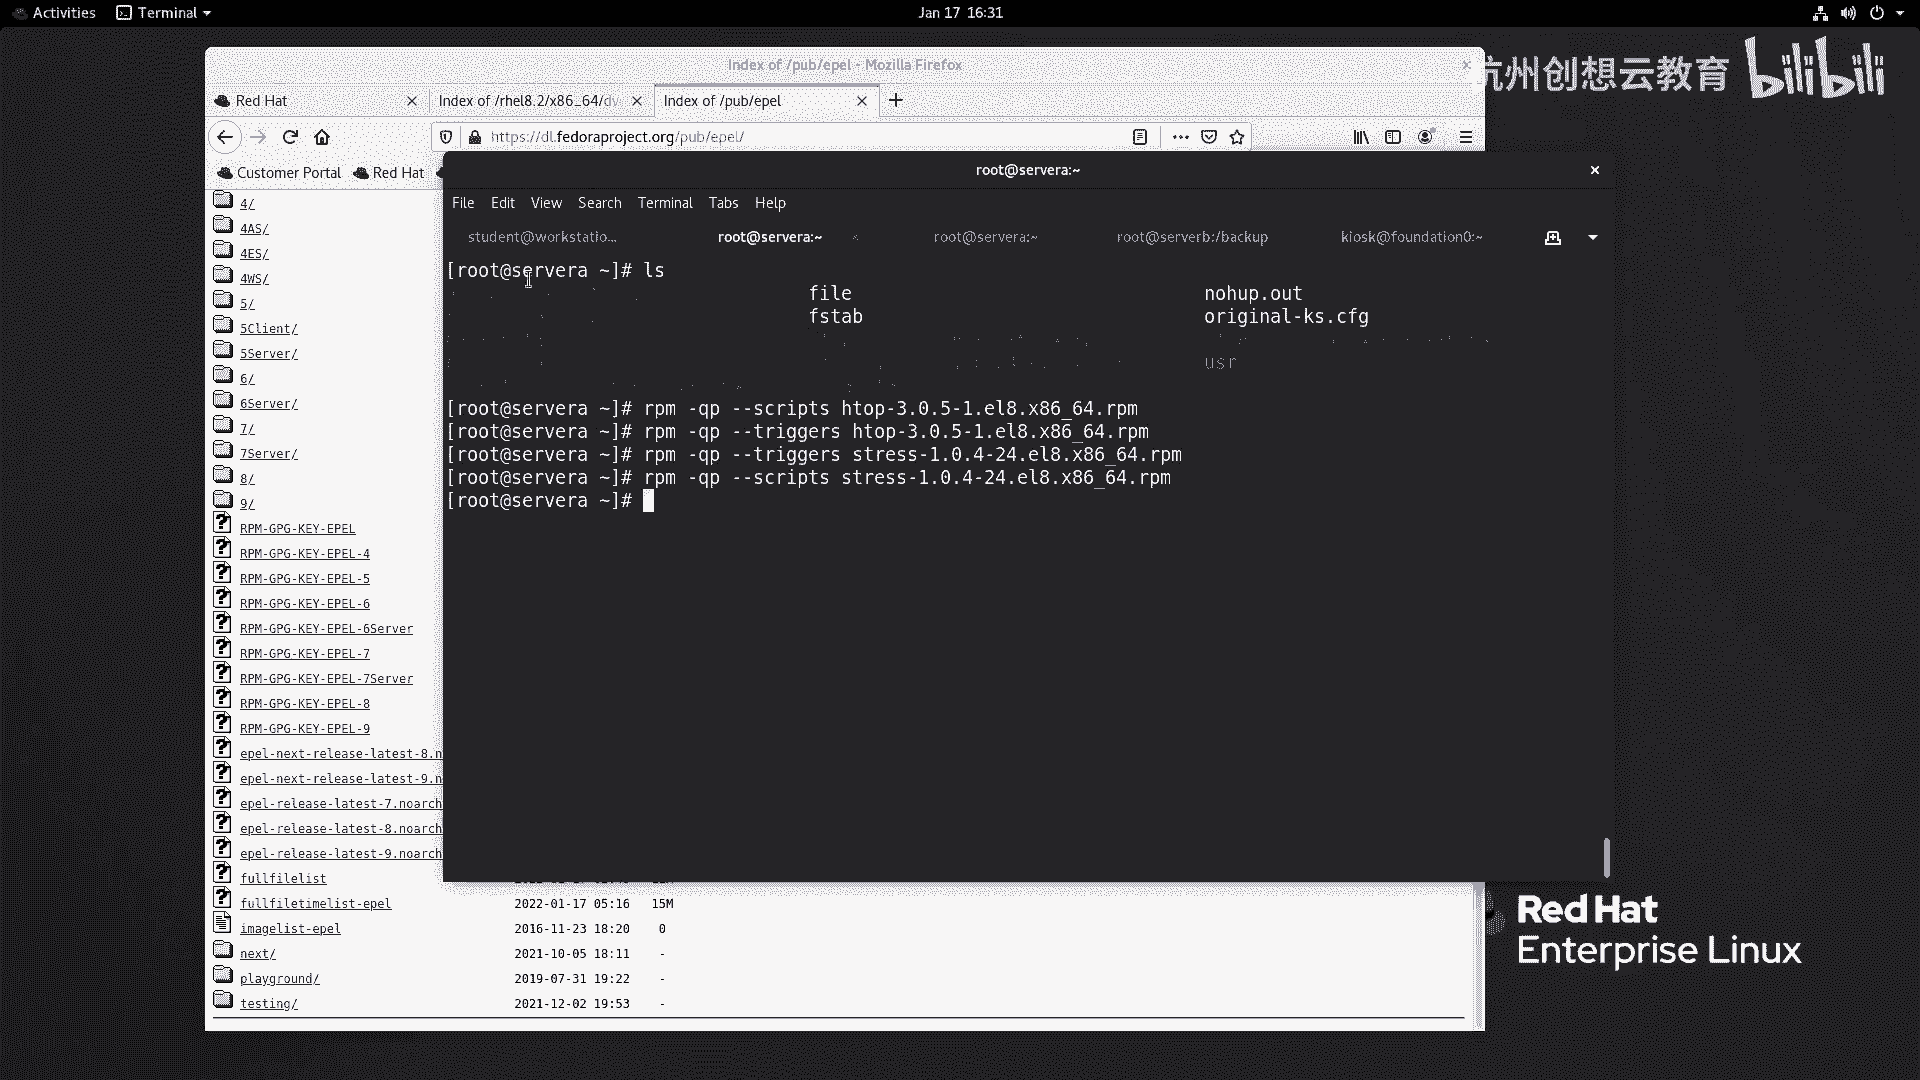 Activities
Terminal
Jan 17 16:31
Index of /pub/epel - Mozilla Firefox
杭州创想云教育 bilibili
Red Hat
Index of /rhel8.2/x86_64/dv
Index of /pub/epel
https://dl.fedoraproject.org/pub/epel/
Customer Portal
Red Hat
root@servera:~
File Edit View Search Terminal Tabs Help
student@workstatio...
root@servera:~
root@servera:~
root@serverb:/backup
kiosk@foundation0:~
[root@servera ~]# ls
file nohup.out
fstab original-ks.cfg
usr
[root@servera ~]# rpm -qp --scripts htop-3.0.5-1.el8.x86_64.rpm
[root@servera ~]# rpm -qp --triggers htop-3.0.5-1.el8.x86_64.rpm
[root@servera ~]# rpm -qp --triggers stress-1.0.4-24.el8.x86_64.rpm
[root@servera ~]# rpm -qp --scripts stress-1.0.4-24.el8.x86_64.rpm
[root@servera ~]#
4/
4AS/
4ES/
4WS/
5/
5Client/
5Server/
6/
6Server/
7/
7Server/
8/
9/
RPM-GPG-KEY-EPEL
RPM-GPG-KEY-EPEL-4
RPM-GPG-KEY-EPEL-5
RPM-GPG-KEY-EPEL-6
RPM-GPG-KEY-EPEL-6Server
RPM-GPG-KEY-EPEL-7
RPM-GPG-KEY-EPEL-7Server
RPM-GPG-KEY-EPEL-8
RPM-GPG-KEY-EPEL-9
epel-next-release-latest-8.n
epel-next-release-latest-9.n
epel-release-latest-7.noarch
epel-release-latest-8.noarch
epel-release-latest-9.noarch
fullfilelist
fullfiletimelist-epel 2022-01-17 05:16 15M
imagelist-epel 2016-11-23 18:20 0
next/ 2021-10-05 18:11 -
playground/ 2019-07-31 19:22 -
testing/ 2021-12-02 19:53 -
Red Hat
Enterprise Linux